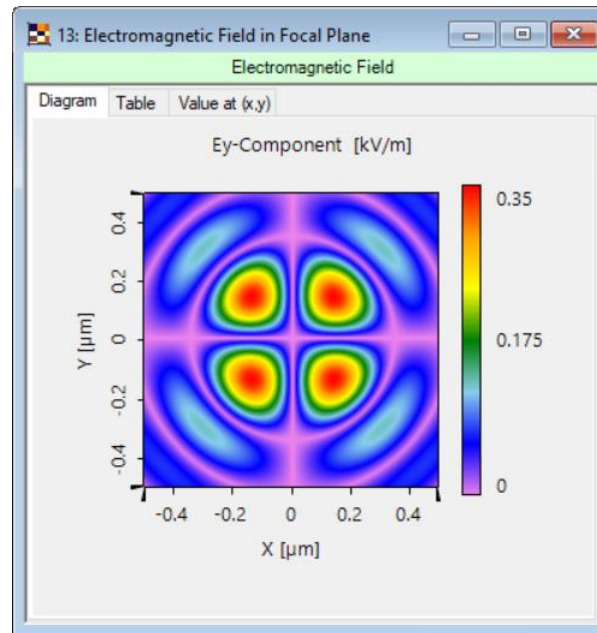 13: Electromagnetic Field in Focal Plane
Electromagnetic Field
Diagram Table Value at (x,y)
Ey-Component [kV/m]
0.4
0.2
0
-0.2
-0.4
Y [µm]
-0.4 -0.2 0 0.2 0.4
X [µm]
0.35
0.175
0